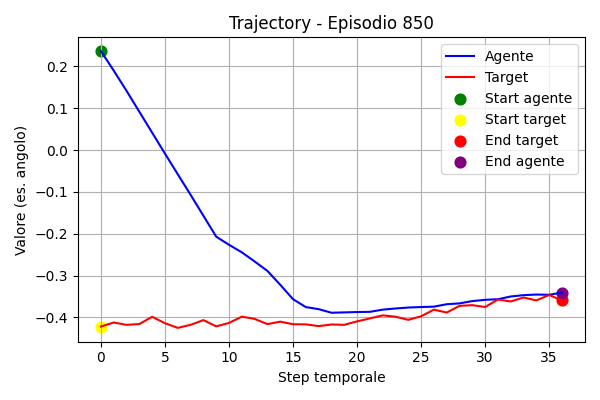 Trajectory - Episodio 850
Agente
Target
Start agente
Start target
End target
End agente
Valore (es. angolo)
0.2
0.1
0.0
−0.1
−0.2
−0.3
−0.4
0 5 10 15 20 25 30 35
Step temporale